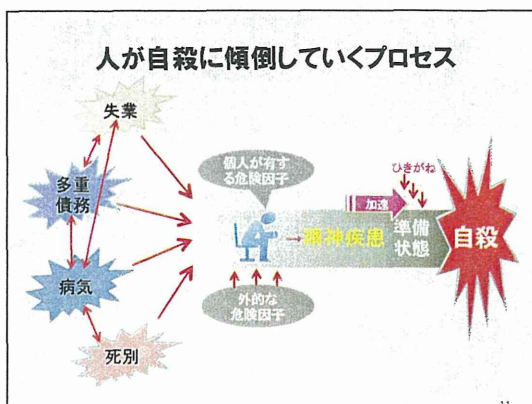 人が自殺に傾倒していくプロセス
失業
多重
債務
病気
死別
個人が有す
る危険因子
外的な
危険因子
→精神疾患
加速
ひきがね
準備
状態
自殺
11